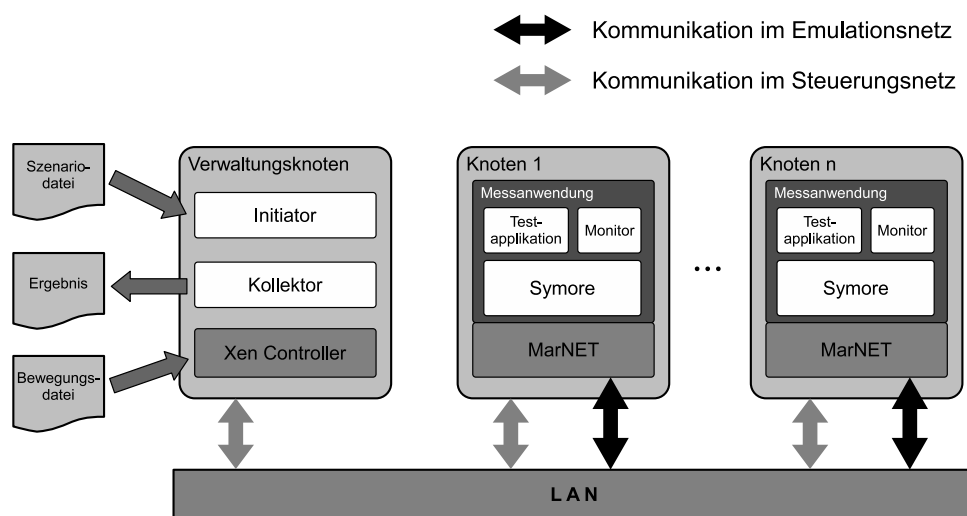 Kommunikation im Emulationsnetz
Kommunikation im Steuerungsnetz
Szenario-
datei
Ergebnis
Bewegungs-
datei
Verwaltungsknoten
Initiator
Kollektor
Xen Controller
Knoten 1
Messanwendung
Test-
applikation
Monitor
Symore
MarNET
...
Knoten n
Messanwendung
Test-
applikation
Monitor
Symore
MarNET
LAN